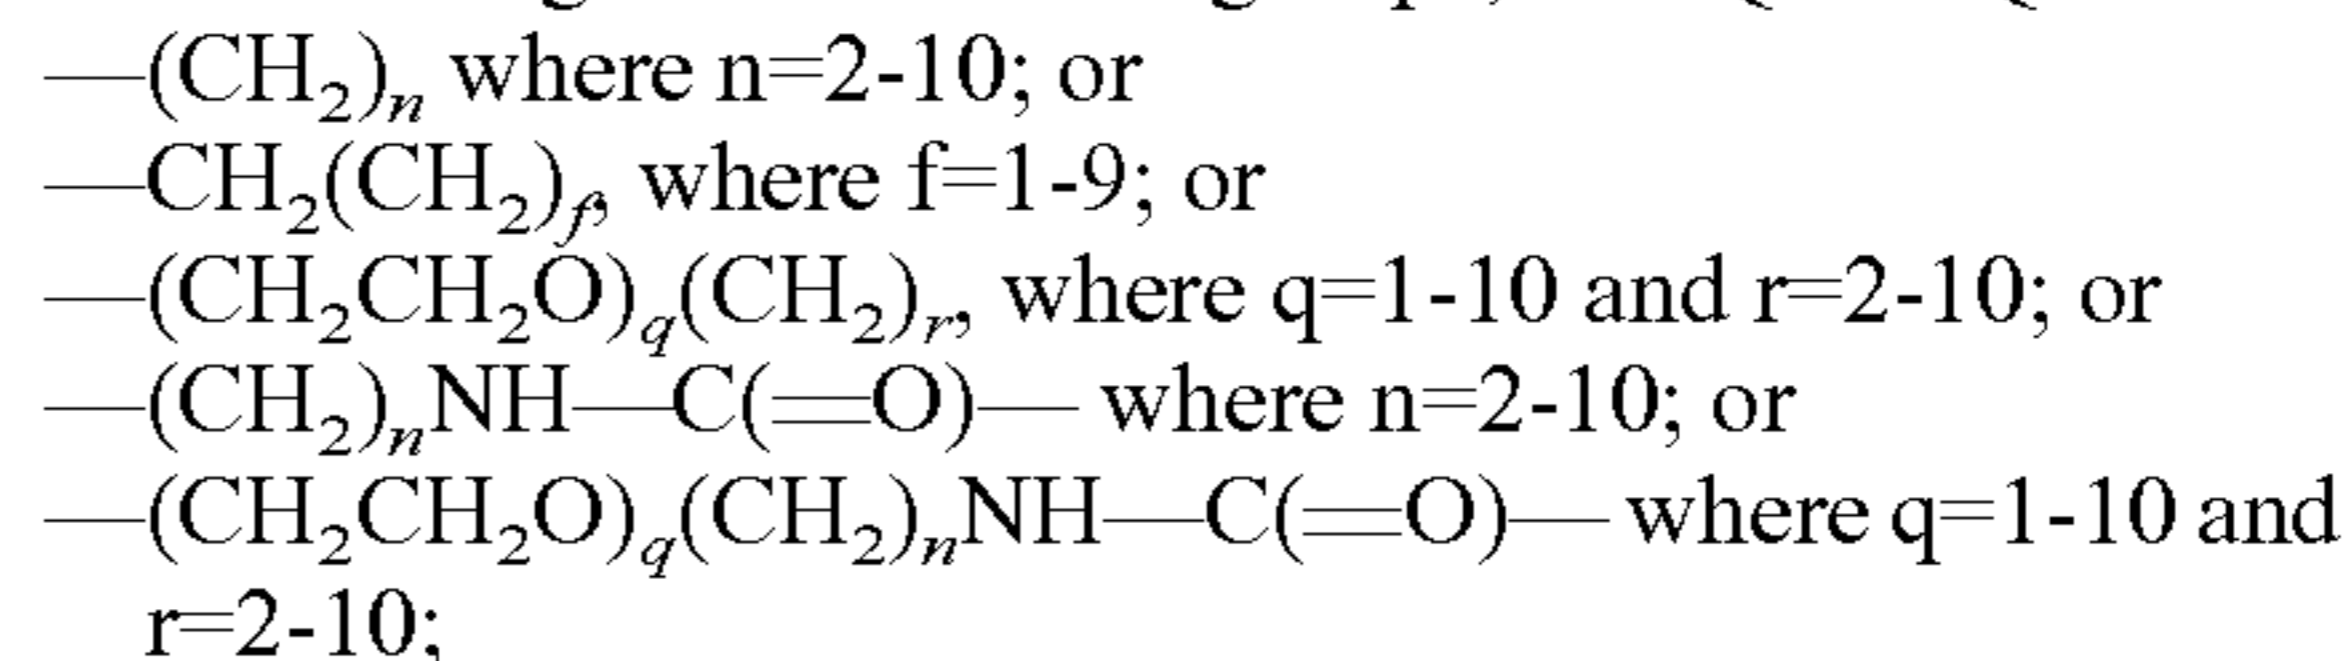 —(CH₂)ₙ where n=2-10; or
—CH₂(CH₂)f, where f=1-9; or
—(CH₂CH₂O)q(CH₂)r, where q=1-10 and r=2-10; or
—(CH₂)ₙNH—C(═O)— where n=2-10; or
—(CH₂CH₂O)q(CH₂)ₙNH—C(═O)— where q=1-10 and
r=2-10;